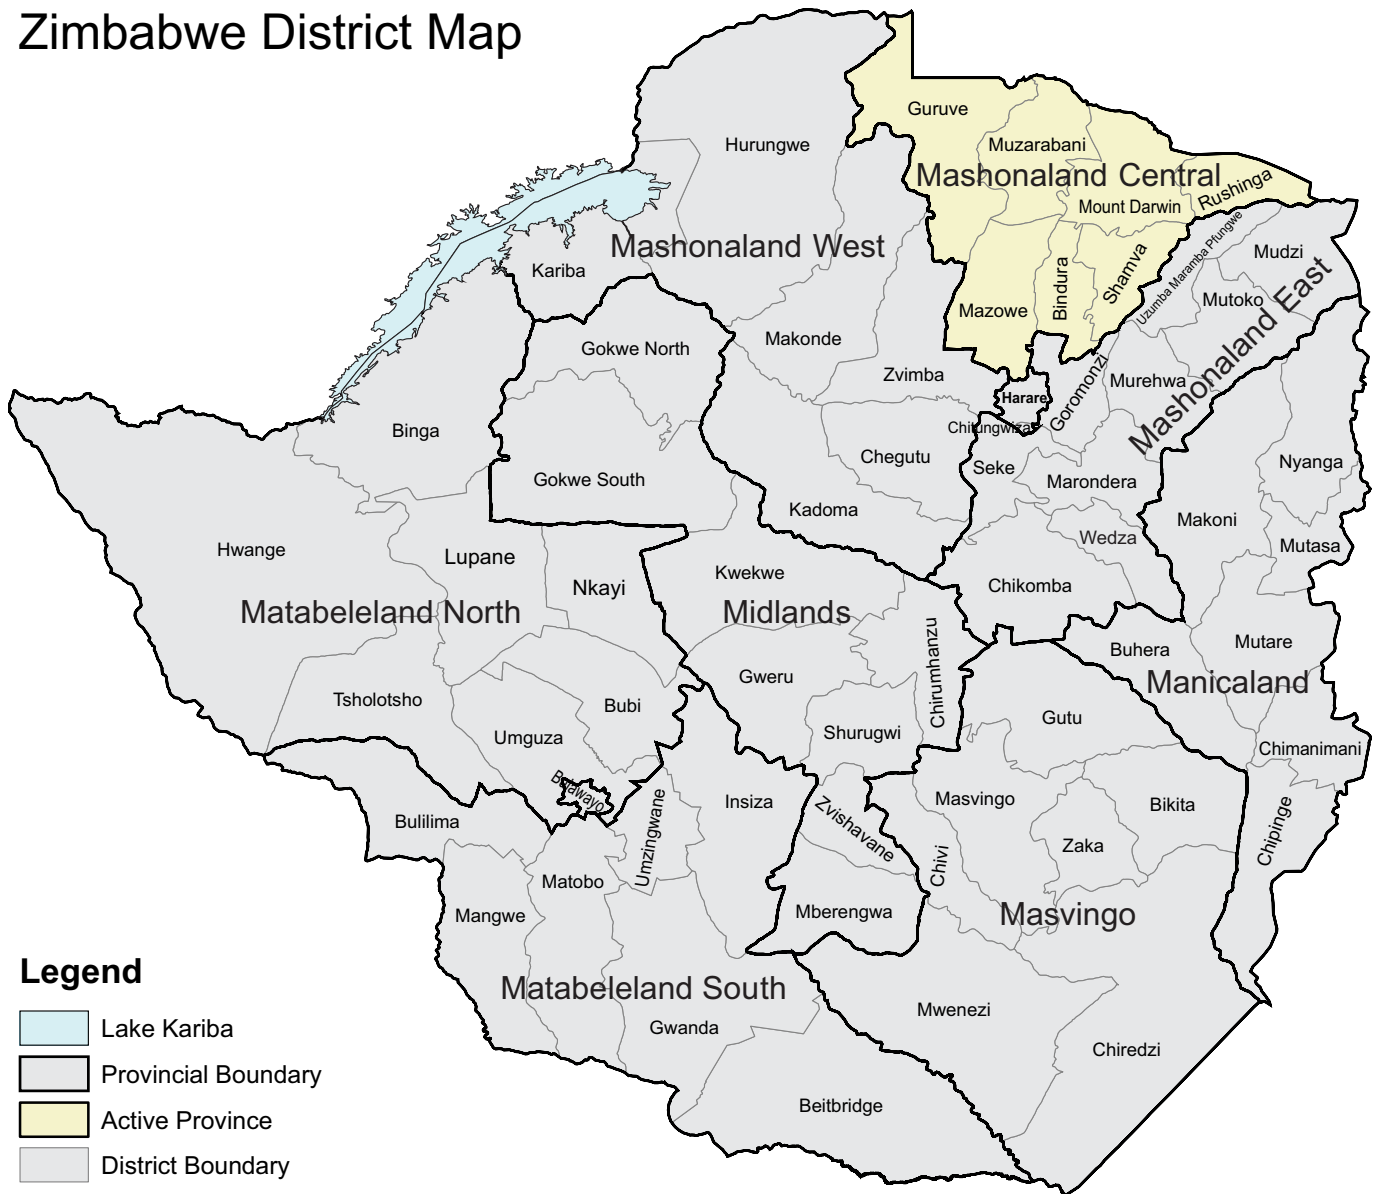 Zimbabwe District Map
Guruve
Hurungwe
Muzarabani
Mashonaland Central
Rushinga
Mount Darwin
Uzumba Maramba Pfungwe
Mashonaland West
Mudzi
Kariba
Shamva
Bindura
Mutoko
Mazowe
Mashonaland East
Makonde
Gokwe North
Zvimba
Murehwa
Goromonzi
Harare
Chitungwiza
Binga
Chegutu
Seke
Nyanga
Gokwe South
Marondera
Kadoma
Makoni
Wedza
Mutasa
Hwange
Lupane
Kwekwe
Nkayi
Chikomba
Matabeleland North
Midlands
Mutare
Buhera
Chirumhanzu
Gweru
Manicaland
Tsholotsho
Bubi
Gutu
Shurugwi
Umguza
Chimanimani
Bulawayo
Insiza
Masvingo
Bikita
Bulilima
Umzingwane
Zvishavane
Chipinge
Zaka
Chivi
Matobo
Mberengwa
Mangwe
Masvingo
Matabeleland South
Mwenezi
Gwanda
Chiredzi
Beitbridge
Legend
Lake Kariba
Provincial Boundary
Active Province
District Boundary